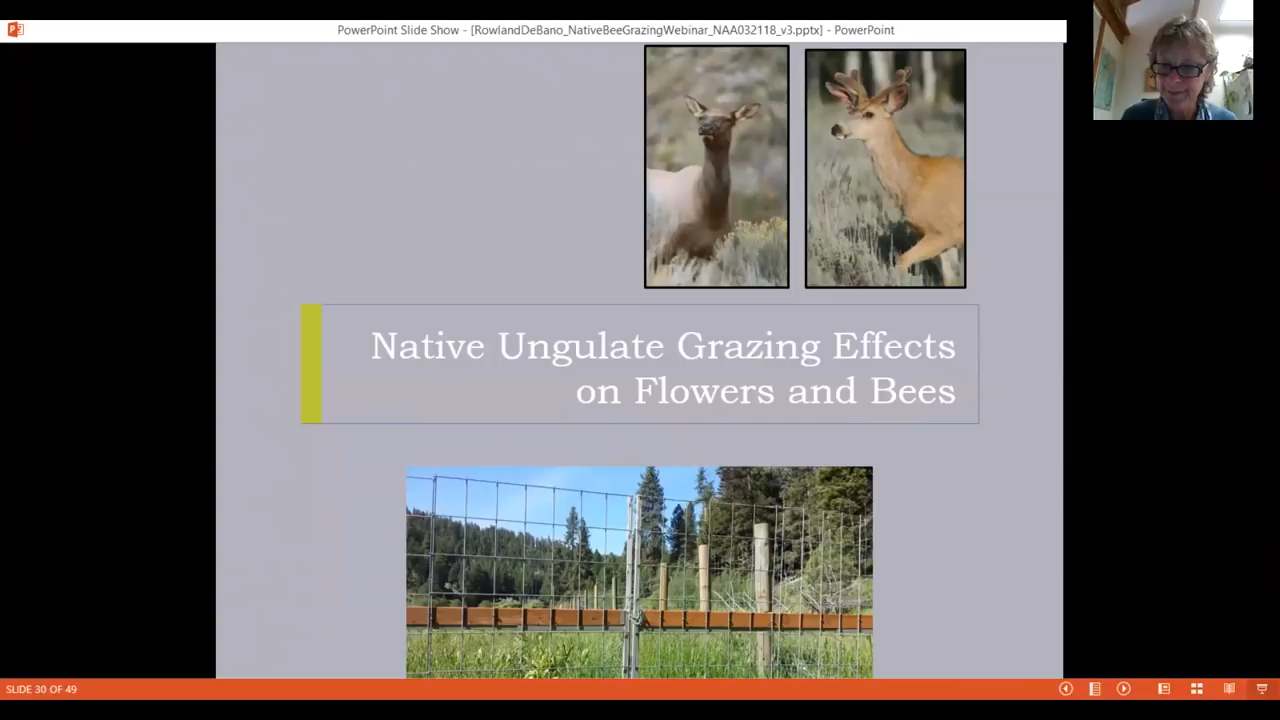 PowerPoint Slide Show - [RowlandDeBano_NativeBeeGrazingWebinar_NAA032118_v3.pptx] - PowerPoint
Native Ungulate Grazing Effects
on Flowers and Bees
SLIDE 30 OF 49